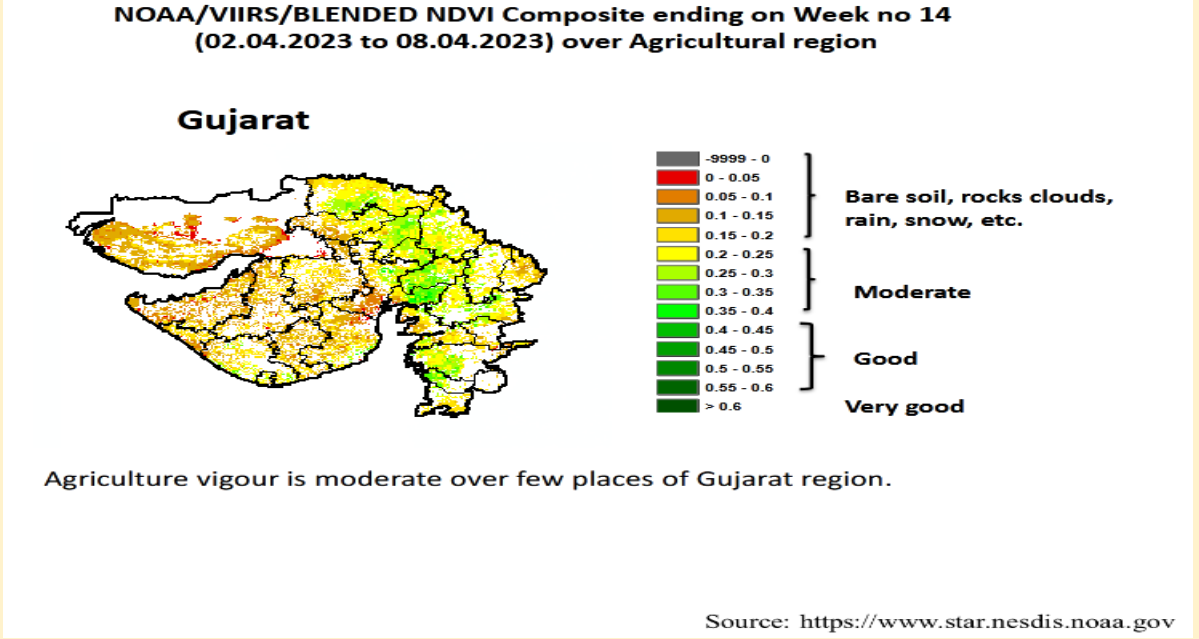 NOAA/VIIRS/BLENDED NDVI Composite ending on Week no 14
(02.04.2023 to 08.04.2023) over Agricultural region
Gujarat
-9999 - 0
0 - 0.05
0.05 - 0.1
0.1 - 0.15
0.15 - 0.2
0.2 - 0.25
0.25 - 0.3
0.3 - 0.35
0.35 - 0.4
0.4 - 0.45
0.45 - 0.5
0.5 - 0.55
0.55 - 0.6
> 0.6
Bare soil, rocks clouds,
rain, snow, etc.
Moderate
Good
Very good
Agriculture vigour is moderate over few places of Gujarat region.
Source: https://www.star.nesdis.noaa.gov